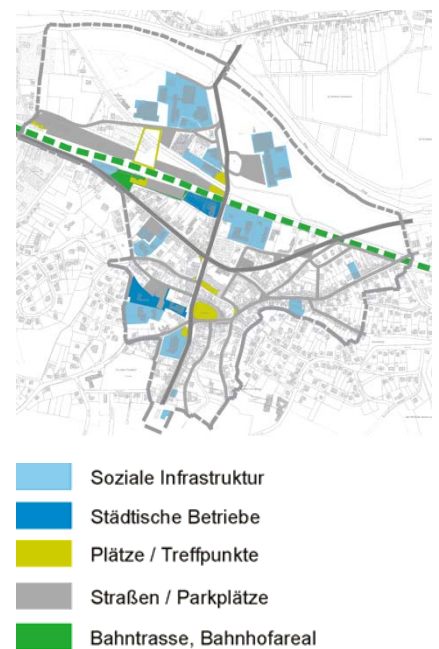 Soziale Infrastruktur
Städtische Betriebe
Plätze / Treffpunkte
Straßen / Parkplätze
Bahntrasse, Bahnhofareal